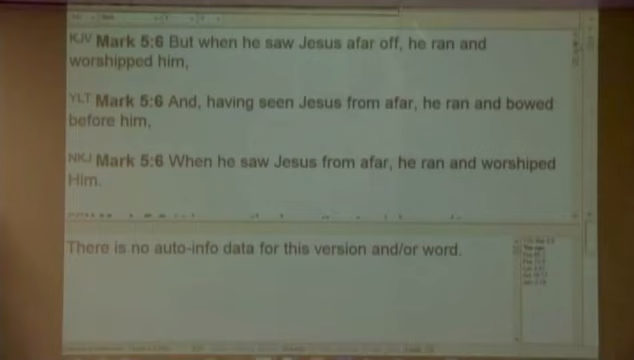 KJV Mark 5:6 But when he saw Jesus afar off, he ran and
worshipped him,
YLT Mark 5:6 And, having seen Jesus from afar, he ran and bowed
before him,
NKJ Mark 5:6 When he saw Jesus from afar, he ran and worshiped
Him.
There is no auto-info data for this version and/or word.